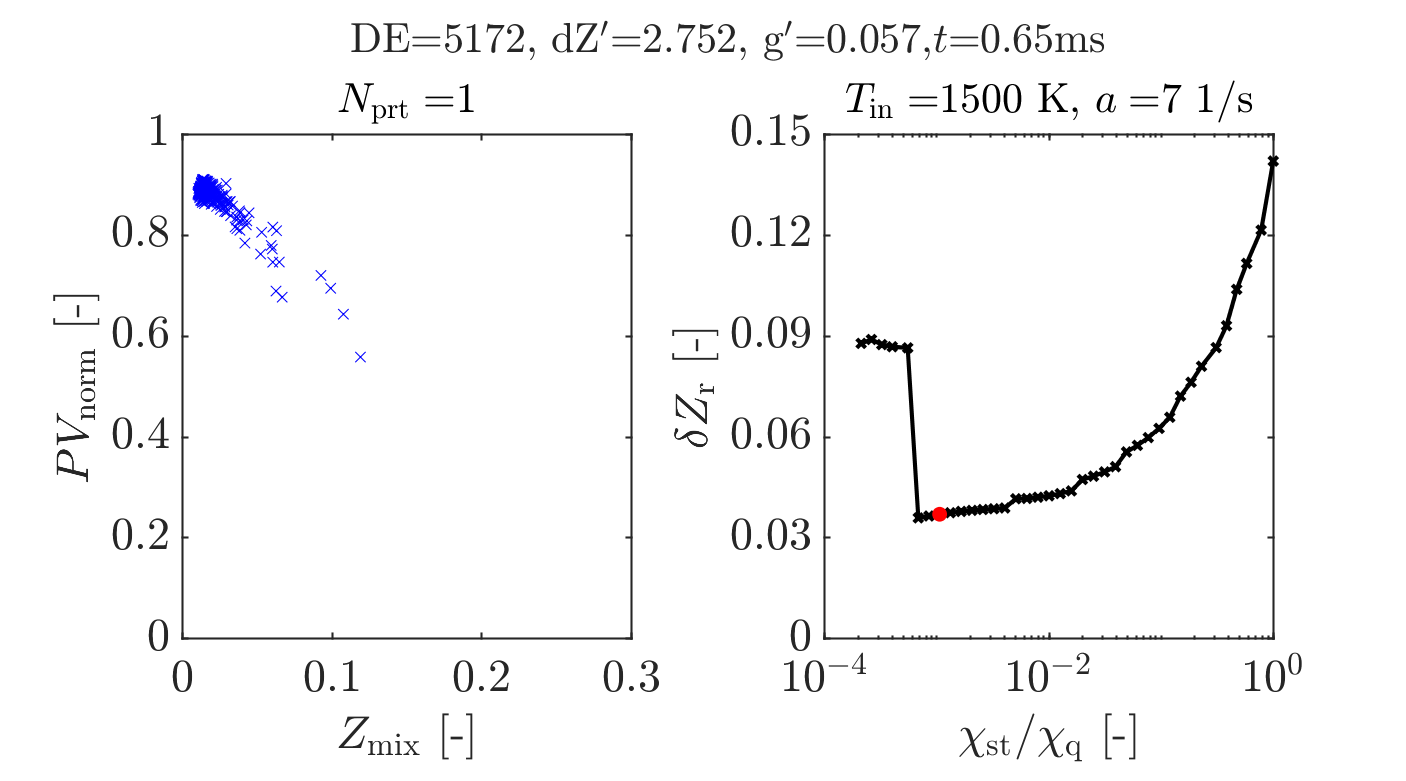 DE=5172, dZ′=2.752, g′=0.057,t=0.65ms
N_prt =1
1
0.8
0.6
0.4
0.2
0
0 0.1 0.2 0.3
PV_norm [-]
Z_mix [-]
T_in =1500 K, a =7 1/s
0.15
0.12
0.09
0.06
0.03
0
10⁻⁴ 10⁻² 10⁰
δZ_r [-]
χ_st/χ_q [-]